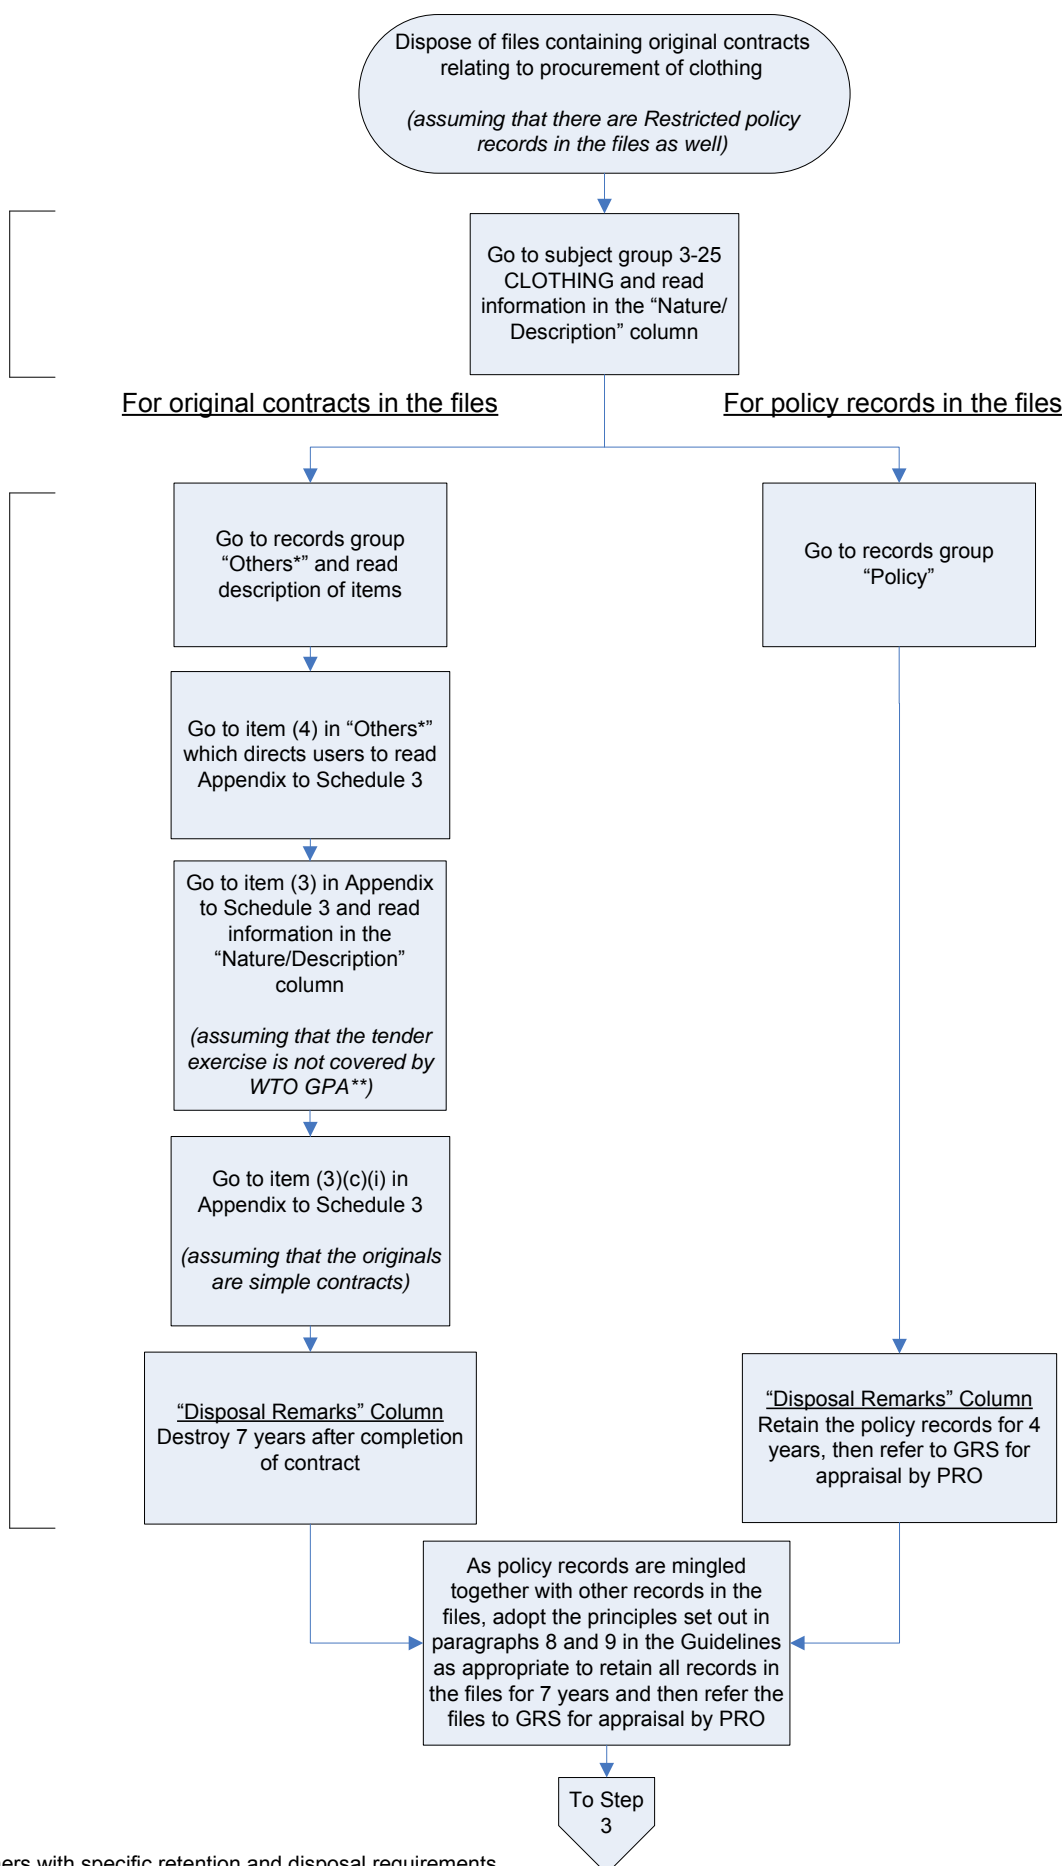 Dispose of files containing original contracts
relating to procurement of clothing
(assuming that there are Restricted policy
records in the files as well)
Go to subject group 3-25
CLOTHING and read
information in the “Nature/
Description” column
For original contracts in the files
For policy records in the files
Go to records group
“Others*” and read
description of items
Go to records group
“Policy”
Go to item (4) in “Others*”
which directs users to read
Appendix to Schedule 3
Go to item (3) in Appendix
to Schedule 3 and read
information in the
“Nature/Description”
column
(assuming that the tender
exercise is not covered by
WTO GPA**)
Go to item (3)(c)(i) in
Appendix to Schedule 3
(assuming that the originals
are simple contracts)
“Disposal Remarks” Column
Destroy 7 years after completion
of contract
“Disposal Remarks” Column
Retain the policy records for 4
years, then refer to GRS for
appraisal by PRO
As policy records are mingled
together with other records in the
files, adopt the principles set out in
paragraphs 8 and 9 in the Guidelines
as appropriate to retain all records in
the files for 7 years and then refer the
files to GRS for appraisal by PRO
To Step
3
with specific retention and disposal requirements